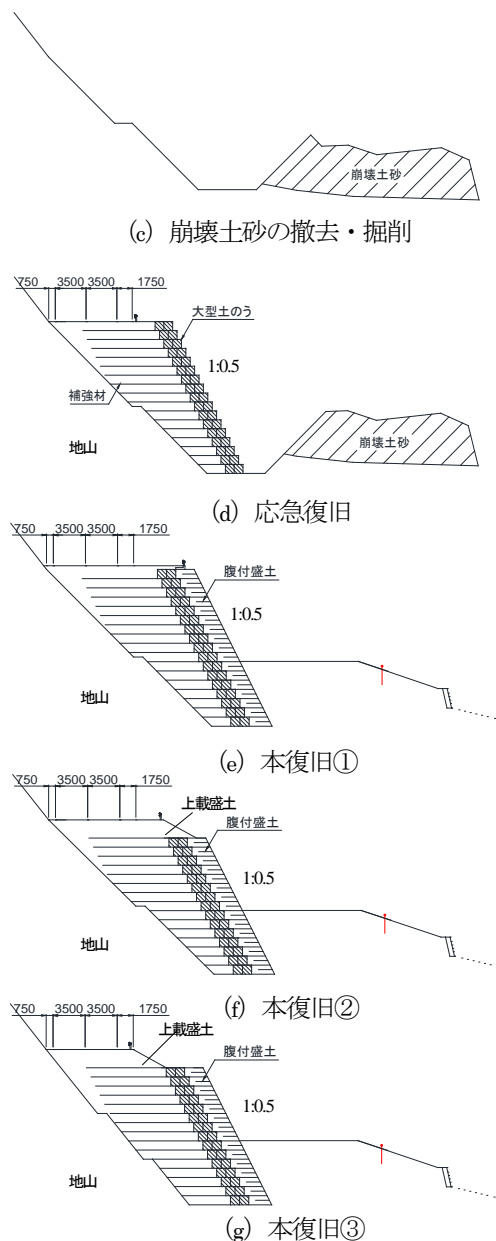 崩壊土砂
(c) 崩壊土砂の撤去・掘削
750 3500 3500 1750
大型土のう
1:0.5
補強材
地山
崩壊土砂
(d) 応急復旧
750 3500 3500 1750
腹付盛土
1:0.5
地山
(e) 本復旧①
750 3500 3500 1750
上載盛土
腹付盛土
1:0.5
地山
(f) 本復旧②
750 3500 3500 1750
上載盛土
腹付盛土
1:0.5
地山
(g) 本復旧③